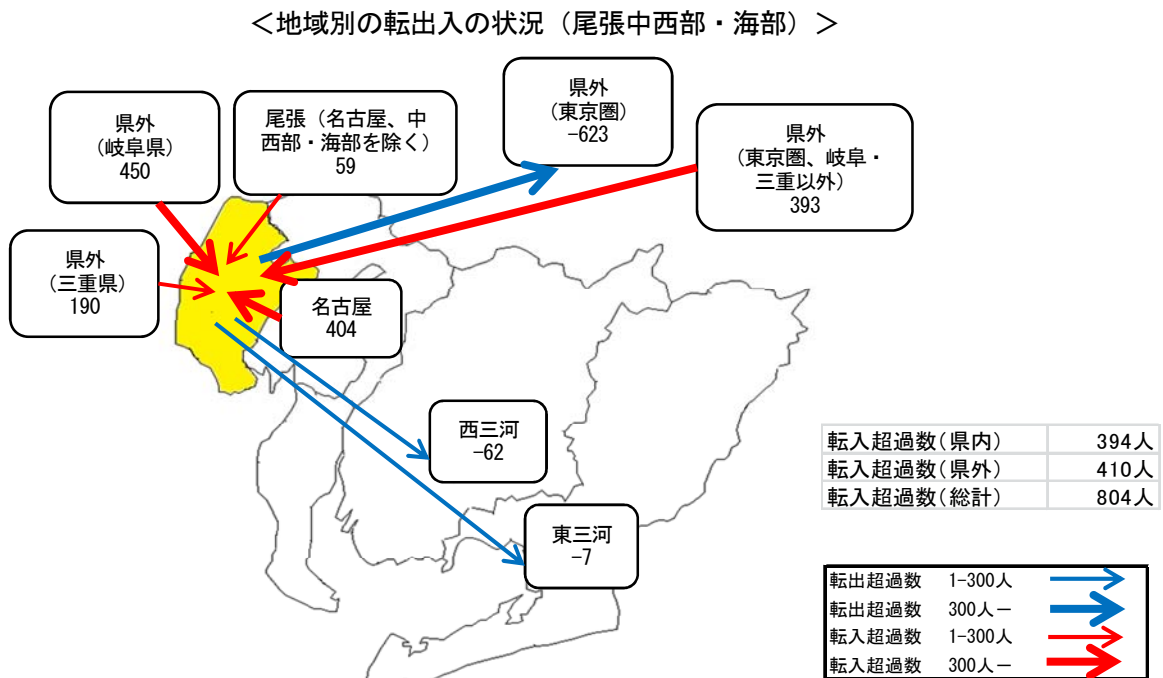 ＜地域別の転出入の状況（尾張中西部・海部）＞
県外
(岐阜県)
450
尾張（名古屋、中
西部・海部を除く）
59
県外
(東京圏)
-623
県外
(東京圏、岐阜・
三重以外)
393
県外
(三重県)
190
名古屋
404
西三河
-62
東三河
-7
転入超過数(県内) 394人
転入超過数(県外) 410人
転入超過数(総計) 804人
転出超過数 1-300人
転出超過数 300人－
転入超過数 1-300人
転入超過数 300人－